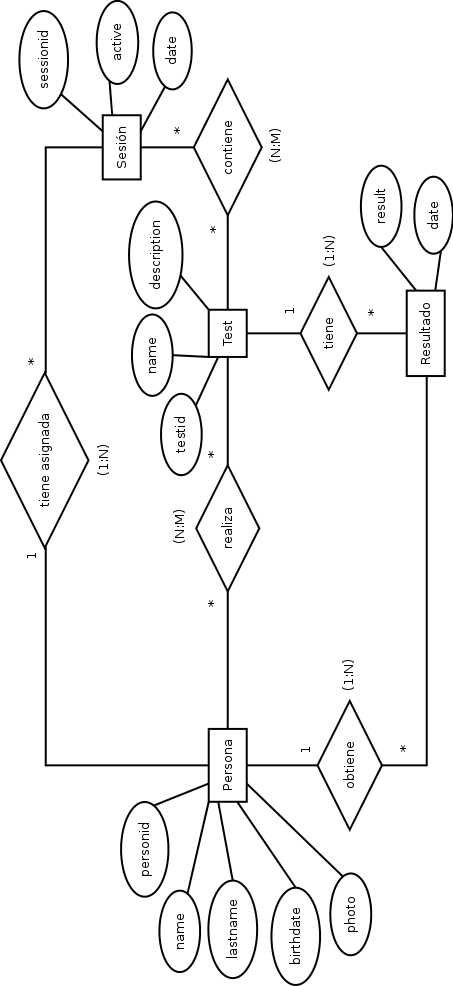 personid
name
lastname
birthdate
photo
Persona
1
tiene asignada
(1:N)
*
sessionid
active
date
Sesión
*
contiene
(N:M)
*
*
realiza
(N:M)
*
testid
name
description
Test
1
tiene
(1:N)
*
1
obtiene
(1:N)
*
Resultado
result
date